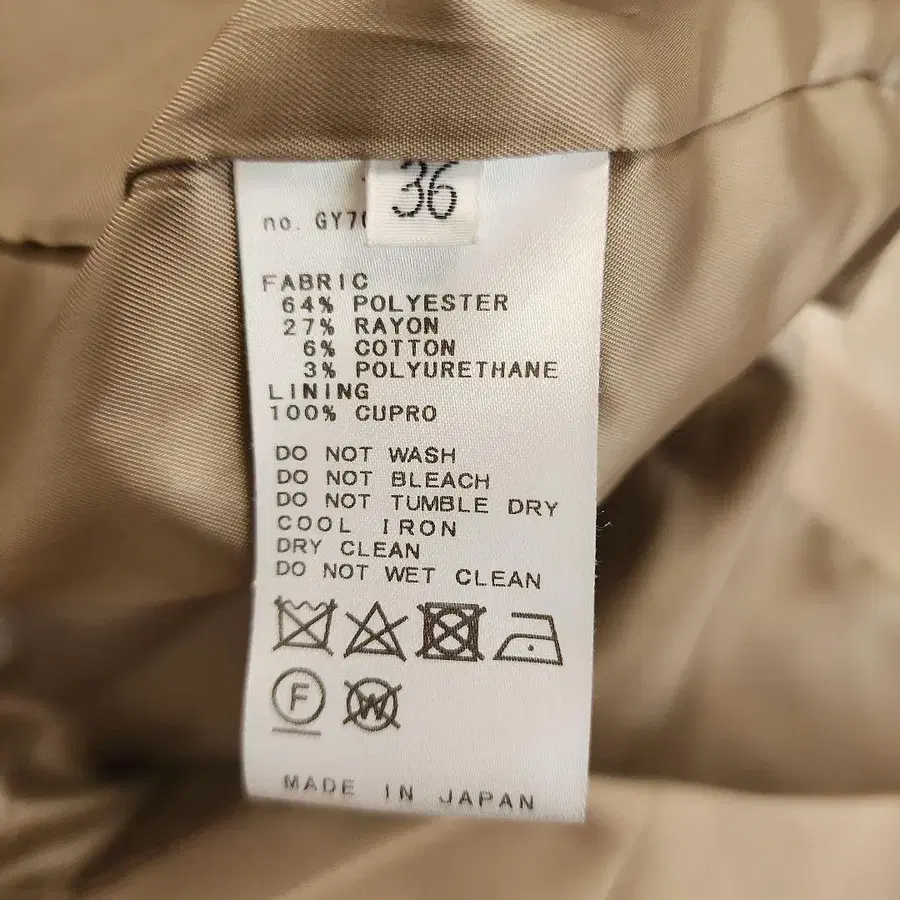 36
no. GY70
FABRIC
64% POLYESTER
27% RAYON
6% COTTON
3% POLYURETHANE
LINING
100% CUPRO
DO NOT WASH
DO NOT BLEACH
DO NOT TUMBLE DRY
COOL IRON
DRY CLEAN
DO NOT WET CLEAN
F W
MADE IN JAPAN